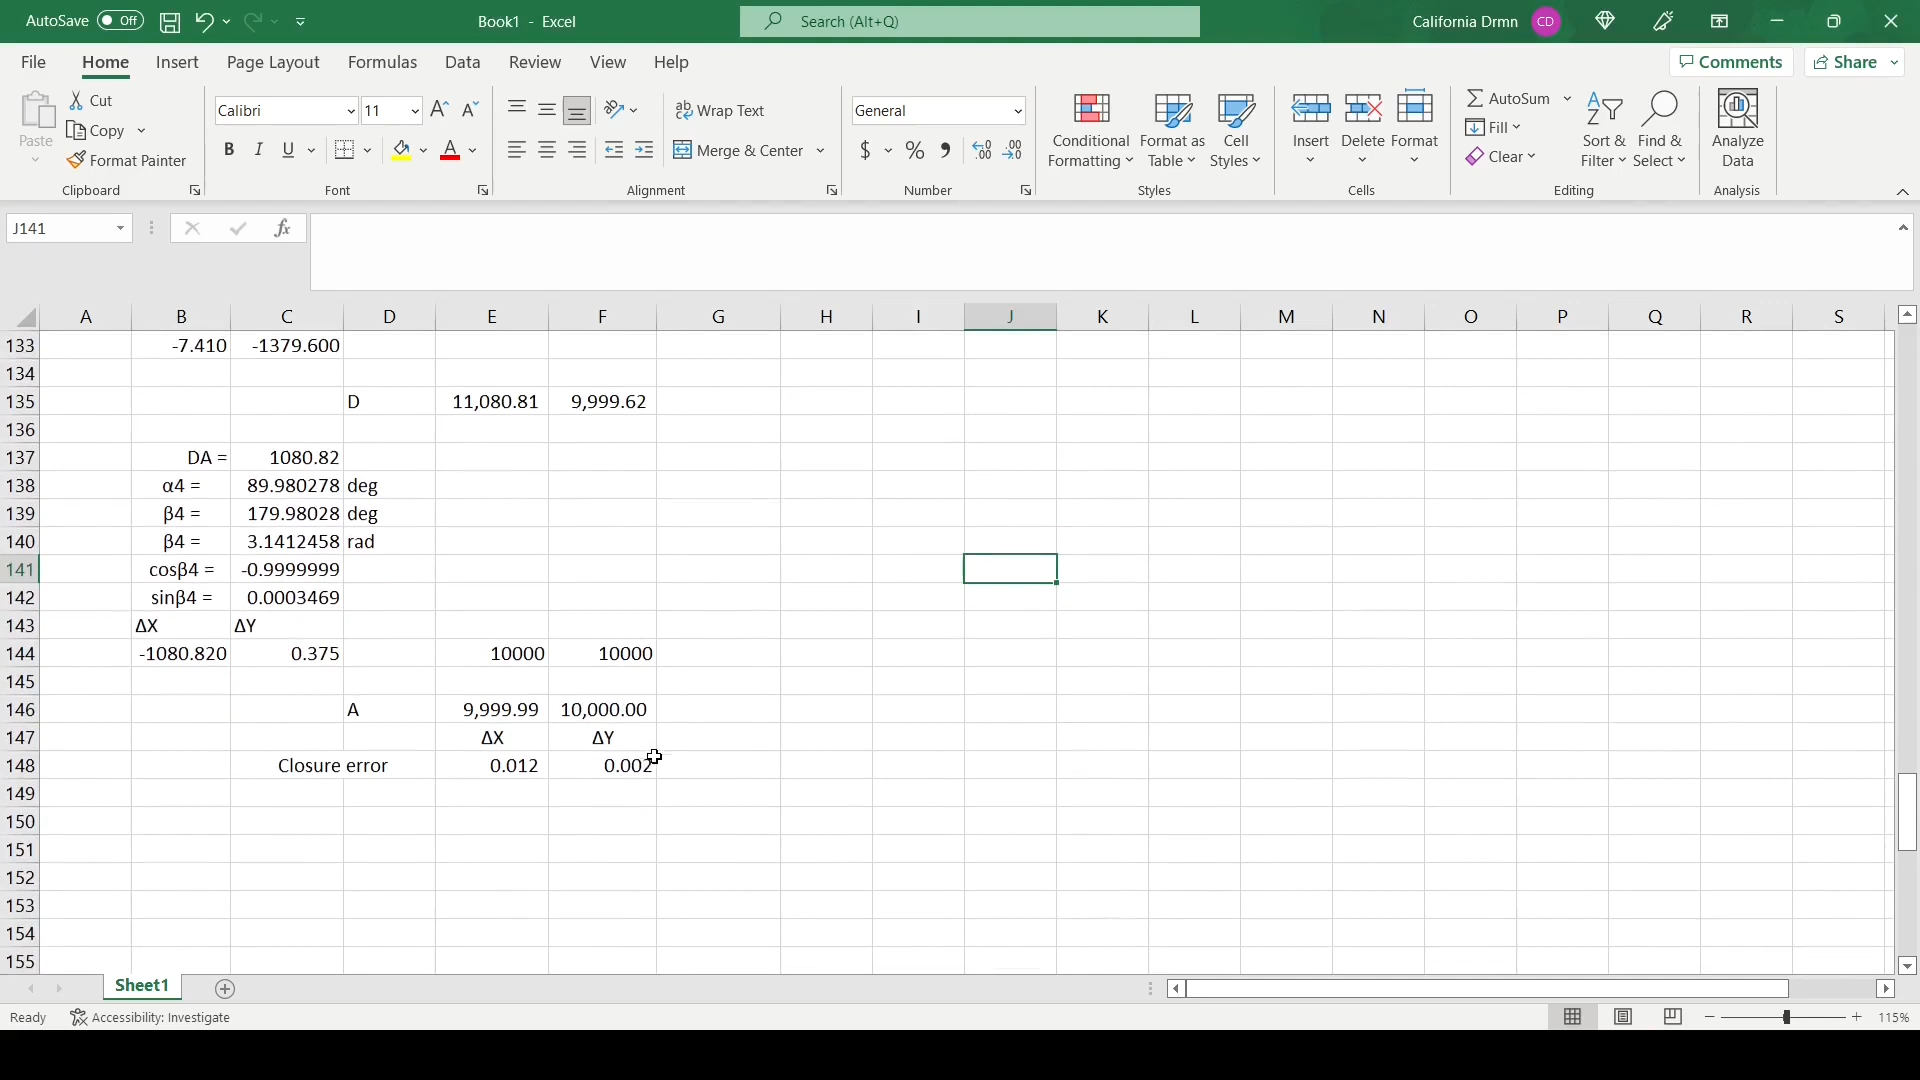 AutoSave Off Book1 - Excel Search (Alt+Q) California Drmn CD
File Home Insert Page Layout Formulas Data Review View Help Comments Share
Paste Cut Copy Format Painter Clipboard
Calibri 11 B I U A Font
Wrap Text Merge & Center Alignment
General $ % Number
Conditional Formatting Format as Table Cell Styles Styles
Insert Delete Format Cells
AutoSum Fill Clear Sort & Filter Find & Select Editing
Analyze Data Analysis
J141 fx
A B C D E F G H I J K L M N O P Q R S
133 -7.410 -1379.600
134
135 D 11,080.81 9,999.62
136
137 DA = 1080.82
138 α4 = 89.980278 deg
139 β4 = 179.98028 deg
140 β4 = 3.1412458 rad
141 cosβ4 = -0.9999999
142 sinβ4 = 0.0003469
143 ΔX ΔY
144 -1080.820 0.375 10000 10000
145
146 A 9,999.99 10,000.00
147 ΔX ΔY
148 Closure error 0.012 0.002
149
150
151
152
153
154
155
Sheet1
Ready Accessibility: Investigate 115%